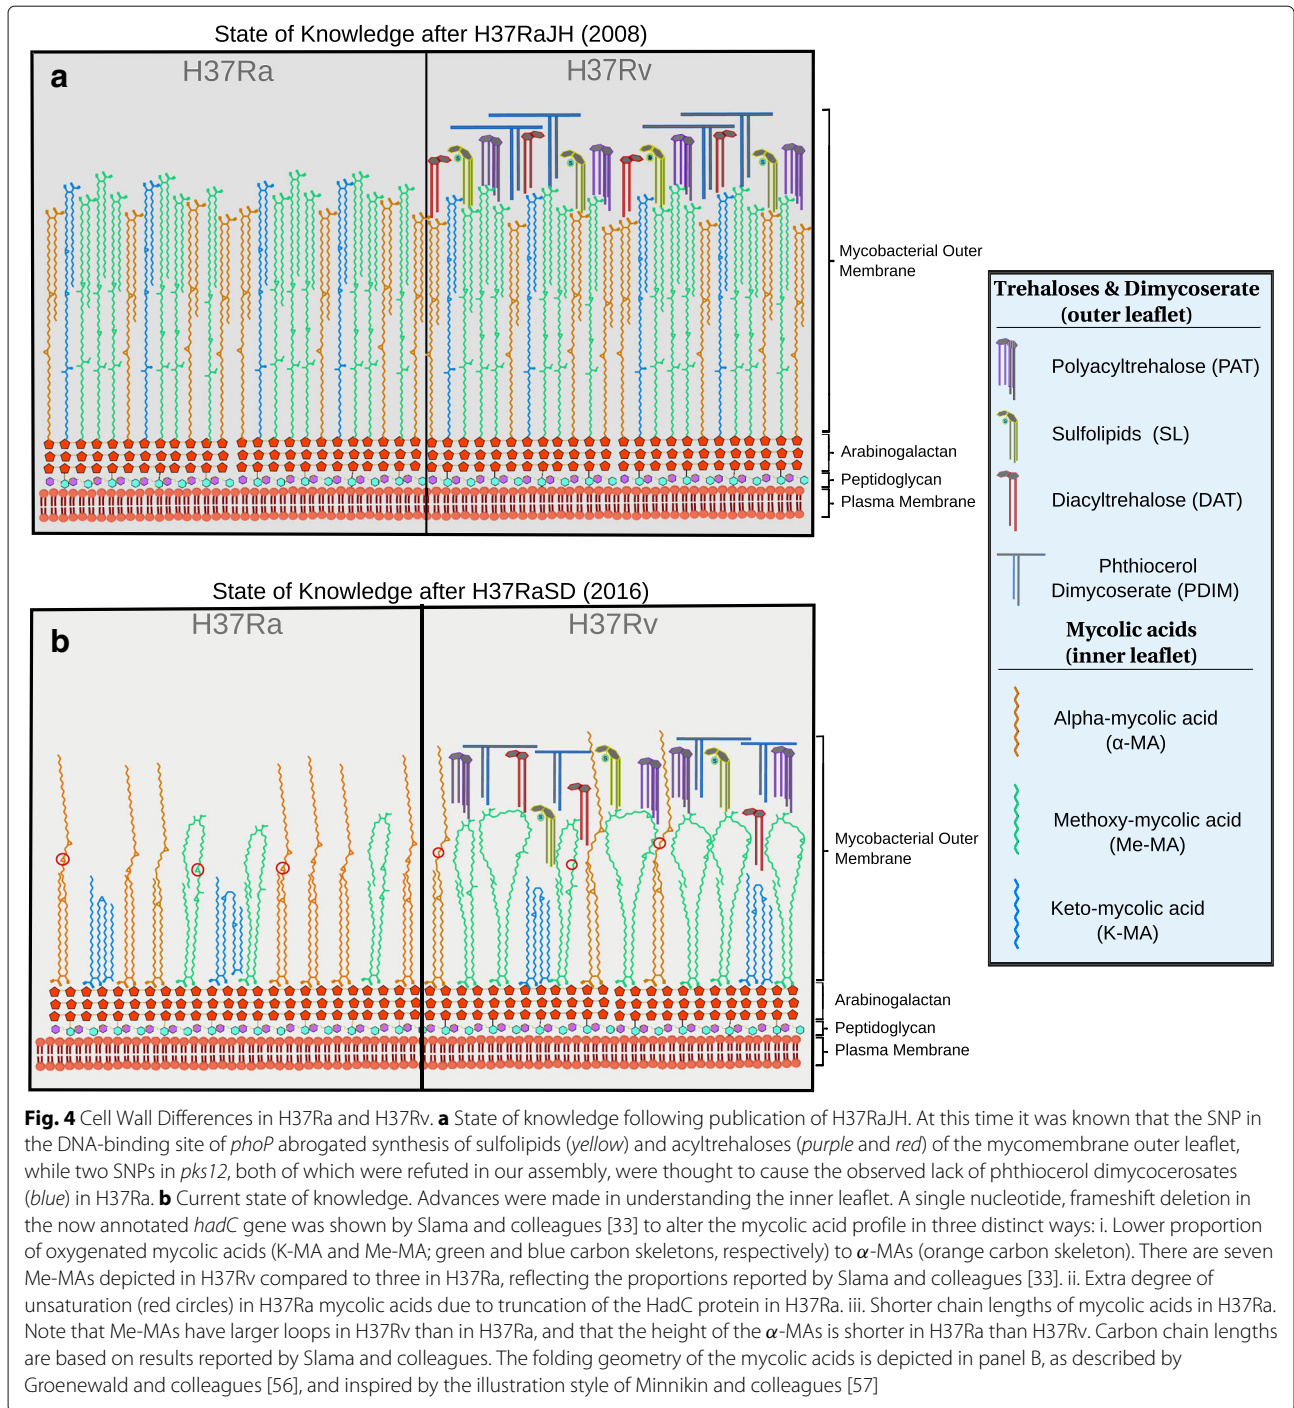 State of Knowledge after H37RaJH (2008)
a
H37Ra
H37Rv
Mycobacterial Outer
Membrane
Arabinogalactan
Peptidoglycan
Plasma Membrane
Trehaloses & Dimycoserate
(outer leaflet)
Polyacyltrehalose (PAT)
Sulfolipids (SL)
Diacyltrehalose (DAT)
Phthiocerol
Dimycoserate (PDIM)
Mycolic acids
(inner leaflet)
Alpha-mycolic acid
(α-MA)
Methoxy-mycolic acid
(Me-MA)
Keto-mycolic acid
(K-MA)
State of Knowledge after H37RaSD (2016)
b
H37Ra
H37Rv
Mycobacterial Outer
Membrane
Arabinogalactan
Peptidoglycan
Plasma Membrane
Fig. 4 Cell Wall Differences in H37Ra and H37Rv. a State of knowledge following publication of H37RaJH. At this time it was known that the SNP in
the DNA-binding site of phoP abrogated synthesis of sulfolipids (yellow) and acyltrehaloses (purple and red) of the mycomembrane outer leaflet,
while two SNPs in pks12, both of which were refuted in our assembly, were thought to cause the observed lack of phthiocerol dimycocerosates
(blue) in H37Ra. b Current state of knowledge. Advances were made in understanding the inner leaflet. A single nucleotide, frameshift deletion in
the now annotated hadC gene was shown by Slama and colleagues [33] to alter the mycolic acid profile in three distinct ways: i. Lower proportion
of oxygenated mycolic acids (K-MA and Me-MA; green and blue carbon skeletons, respectively) to α-MAs (orange carbon skeleton). There are seven
Me-MAs depicted in H37Rv compared to three in H37Ra, reflecting the proportions reported by Slama and colleagues [33]. ii. Extra degree of
unsaturation (red circles) in H37Ra mycolic acids due to truncation of the HadC protein in H37Ra. iii. Shorter chain lengths of mycolic acids in H37Ra.
Note that Me-MAs have larger loops in H37Rv than in H37Ra, and that the height of the α-MAs is shorter in H37Ra than H37Rv. Carbon chain lengths
are based on results reported by Slama and colleagues. The folding geometry of the mycolic acids is depicted in panel B, as described by
Groenewald and colleagues [56], and inspired by the illustration style of Minnikin and colleagues [57]